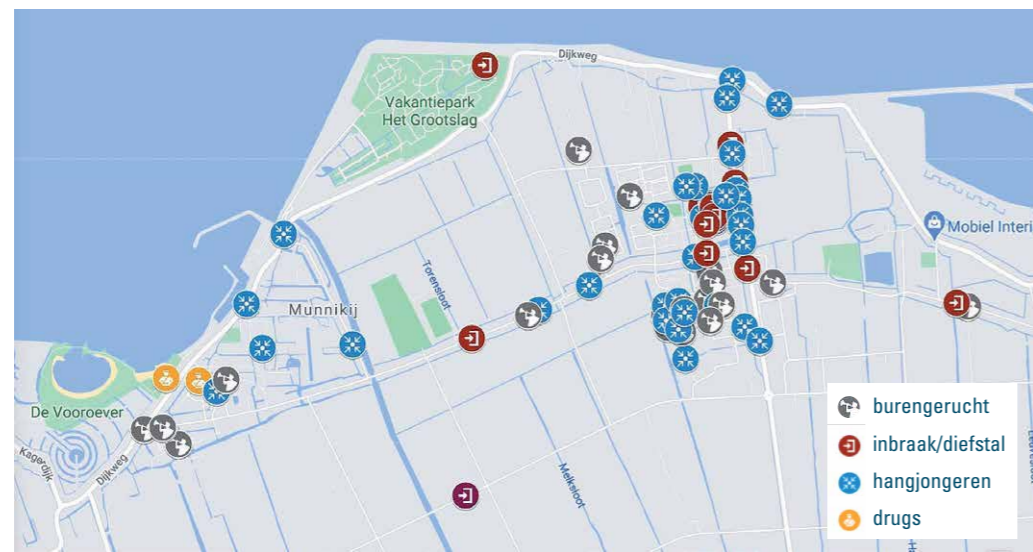 Dijkweg
Vakantiepark
Het Grootslag
Mobiel Interi
Torensloot
Munnikij
De Vooroever
Kagerdijk
Dijkweg
Melksloot
burengerucht
inbraak/diefstal
hangjongeren
drugs